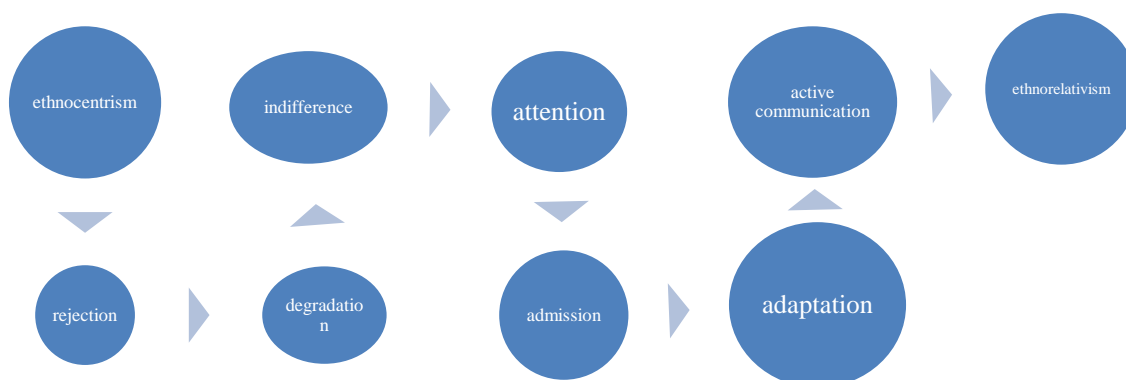 ethnocentrism
rejection
degradatio
n
indifference
attention
admission
adaptation
active
communication
ethnorelativism